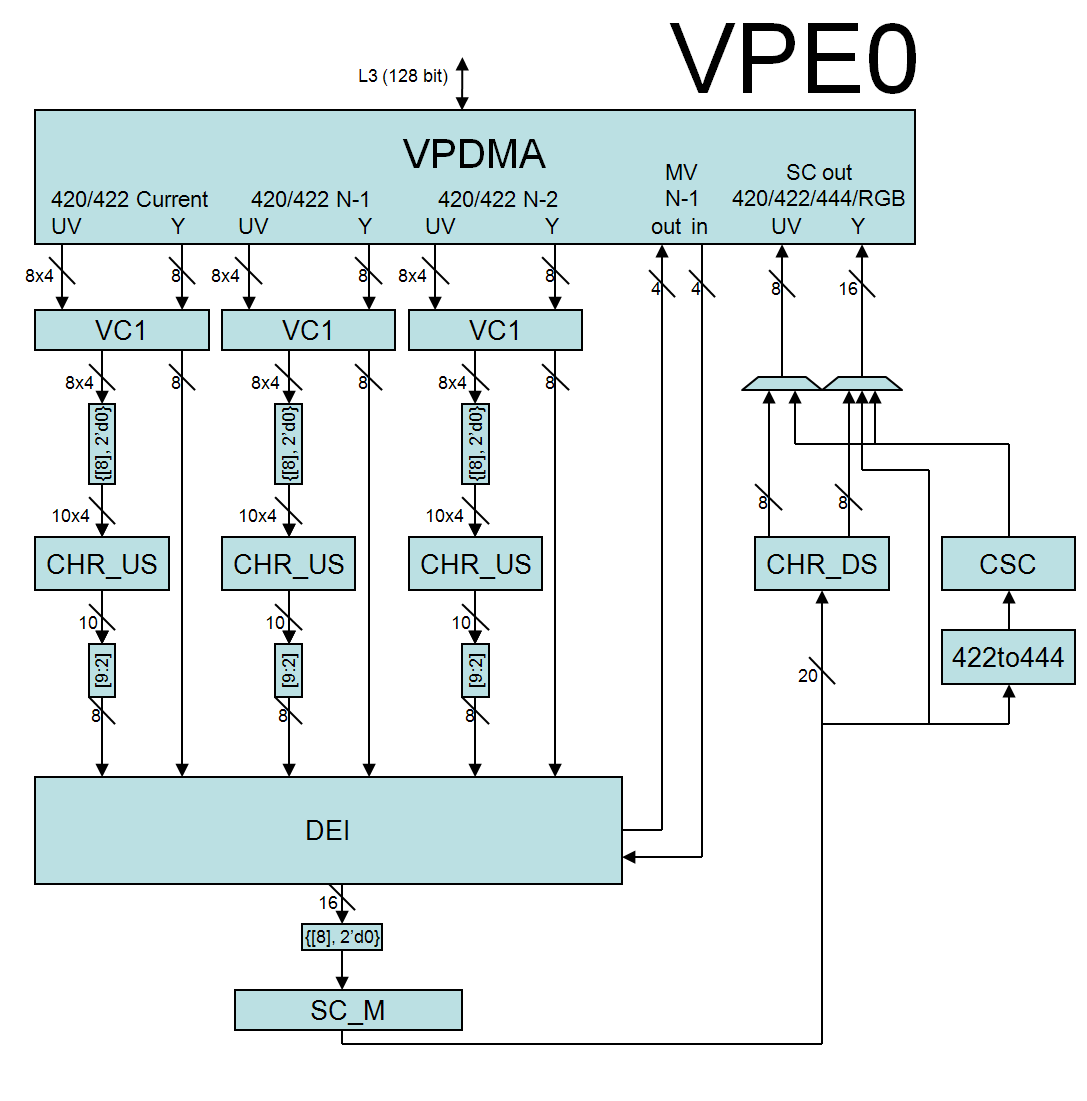 VPE0
L3 (128 bit)
VPDMA
420/422 Current
UV Y
420/422 N-1
UV Y
420/422 N-2
UV Y
MV
N-1
out in
SC out
420/422/444/RGB
UV Y
8x4 8 8x4 8 8x4 8 4 4 8 16
VC1 VC1 VC1
8x4 8 8x4 8 8x4 8
{[8], 2'd0} {[8], 2'd0} {[8], 2'd0}
10x4 10x4 10x4
8 8
CHR_US CHR_US CHR_US CHR_DS CSC
10 10 10
[9:2] [9:2] [9:2]
422to444
20
8 8 8
DEI
16
{[8], 2'd0}
SC_M